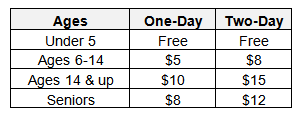 Ages One-Day Two-Day
Under 5 Free Free
Ages 6-14 $5 $8
Ages 14 & up $10 $15
Seniors $8 $12